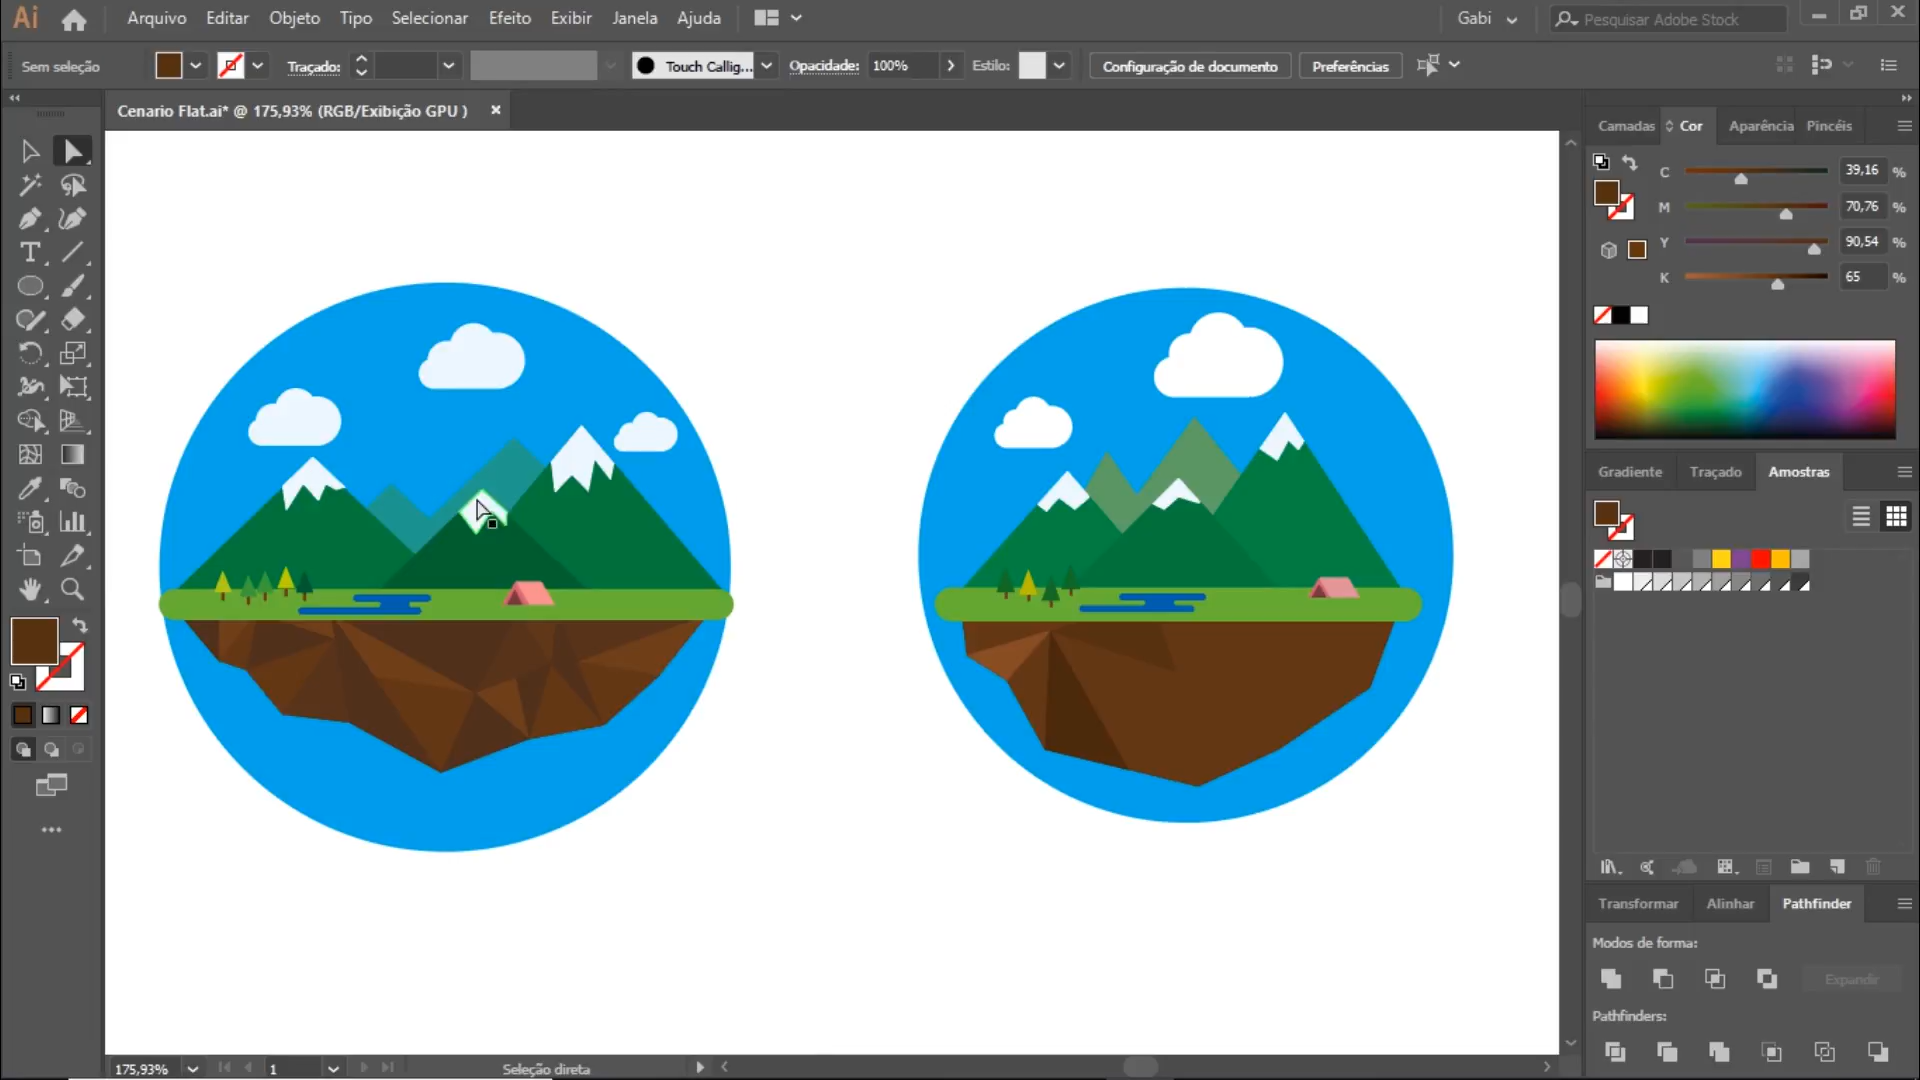 Ai Arquivo Editar Objeto Tipo Selecionar Efeito Exibir Janela Ajuda Gabi Pesquisar Adobe Stock
Sem seleção Traçado: Touch Callig... Opacidade: 100% Estilo: Configuração de documento Preferências
Cenario Flat.ai* @ 175,93% (RGB/Exibição GPU ) ×
Camadas Cor Aparência Pincéis
C 39,16 %
M 70,76 %
Y 90,54 %
K 65 %
Gradiente Traçado Amostras
Transformar Alinhar Pathfinder
Modos de forma:
Expandir
Pathfinders:
175,93% 1 Seleção direta